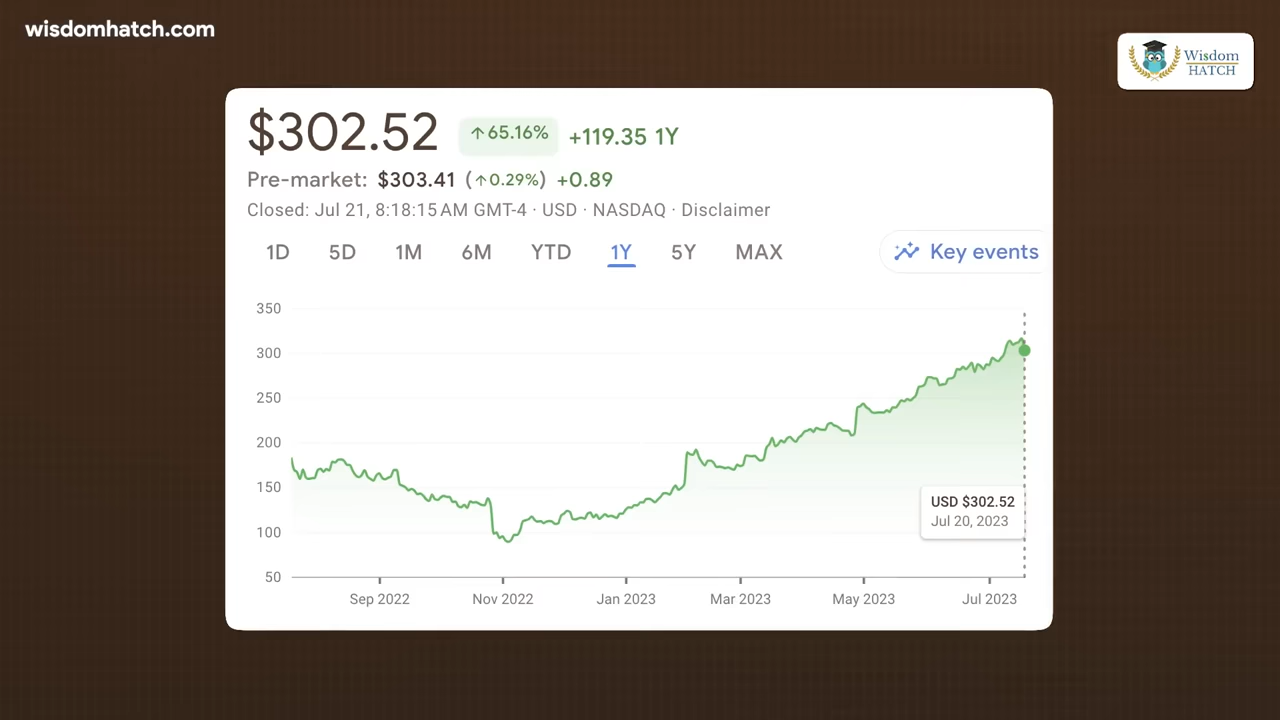 wisdomhatch.com
Wisdom
HATCH
$302.52 ↑65.16% +119.35 1Y
Pre-market: $303.41 (↑0.29%) +0.89
Closed: Jul 21, 8:18:15 AM GMT-4 · USD · NASDAQ · Disclaimer
1D 5D 1M 6M YTD 1Y 5Y MAX Key events
350
300
250
200
150
100
50
USD $302.52
Jul 20, 2023
Sep 2022 Nov 2022 Jan 2023 Mar 2023 May 2023 Jul 2023